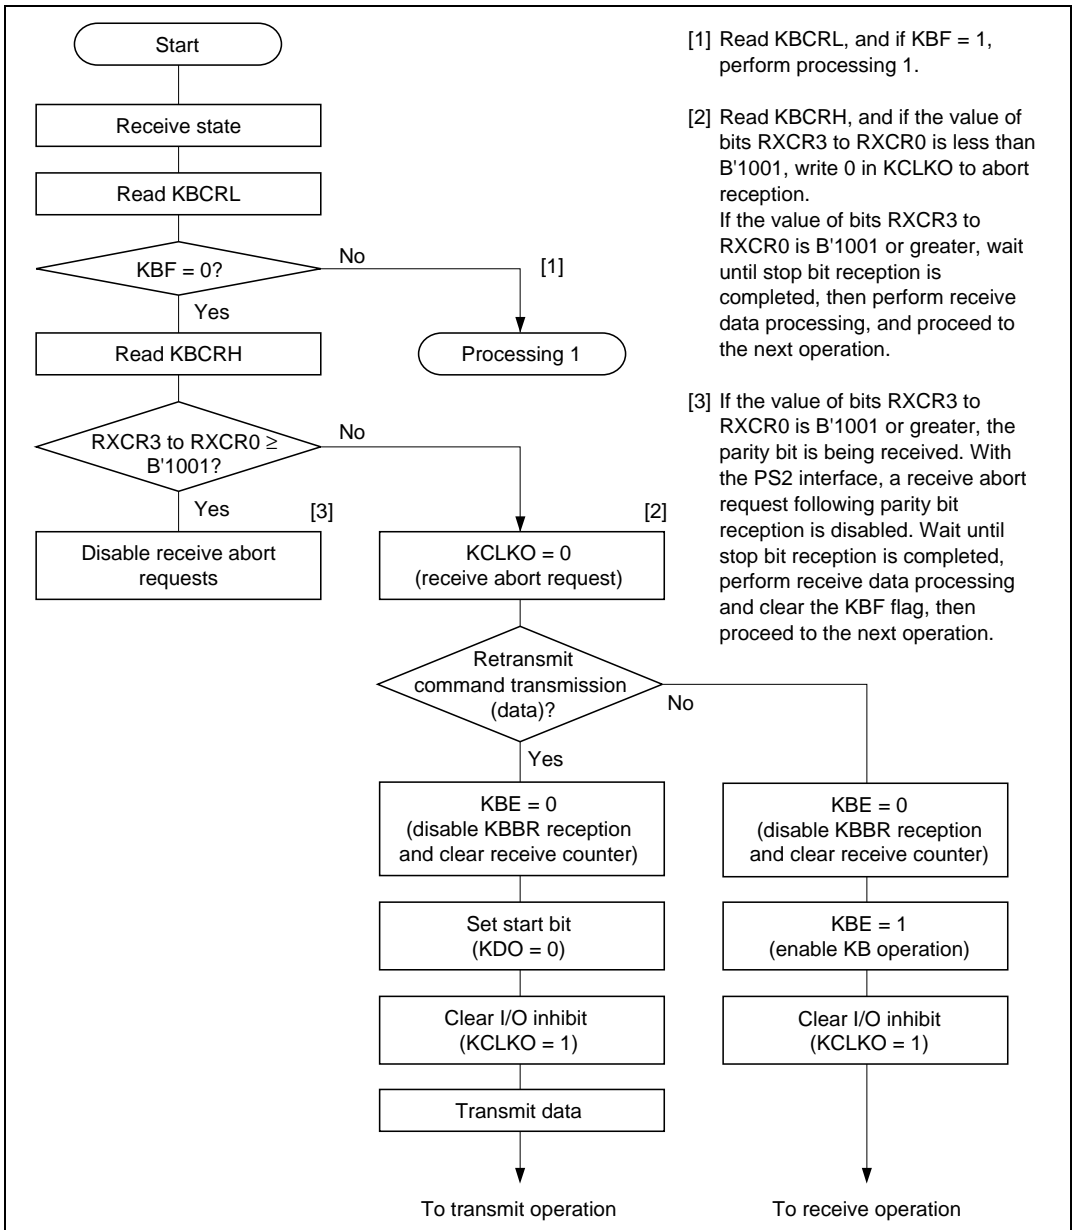 Start
Receive state
Read KBCRL
KBF = 0?
No
[1]
Yes
Processing 1
Read KBCRH
RXCR3 to RXCR0 ≥
B'1001?
No
Yes
[3]
[2]
Disable receive abort
requests
KCLKO = 0
(receive abort request)
Retransmit
command transmission
(data)?
No
Yes
KBE = 0
(disable KBBR reception
and clear receive counter)
KBE = 0
(disable KBBR reception
and clear receive counter)
Set start bit
(KDO = 0)
KBE = 1
(enable KB operation)
Clear I/O inhibit
(KCLKO = 1)
Clear I/O inhibit
(KCLKO = 1)
Transmit data
To transmit operation
To receive operation
[1] Read KBCRL, and if KBF = 1,
perform processing 1.
[2] Read KBCRH, and if the value of
bits RXCR3 to RXCR0 is less than
B'1001, write 0 in KCLKO to abort
reception.
If the value of bits RXCR3 to
RXCR0 is B'1001 or greater, wait
until stop bit reception is
completed, then perform receive
data processing, and proceed to
the next operation.
[3] If the value of bits RXCR3 to
RXCR0 is B'1001 or greater, the
parity bit is being received. With
the PS2 interface, a receive abort
request following parity bit
reception is disabled. Wait until
stop bit reception is completed,
perform receive data processing
and clear the KBF flag, then
proceed to the next operation.